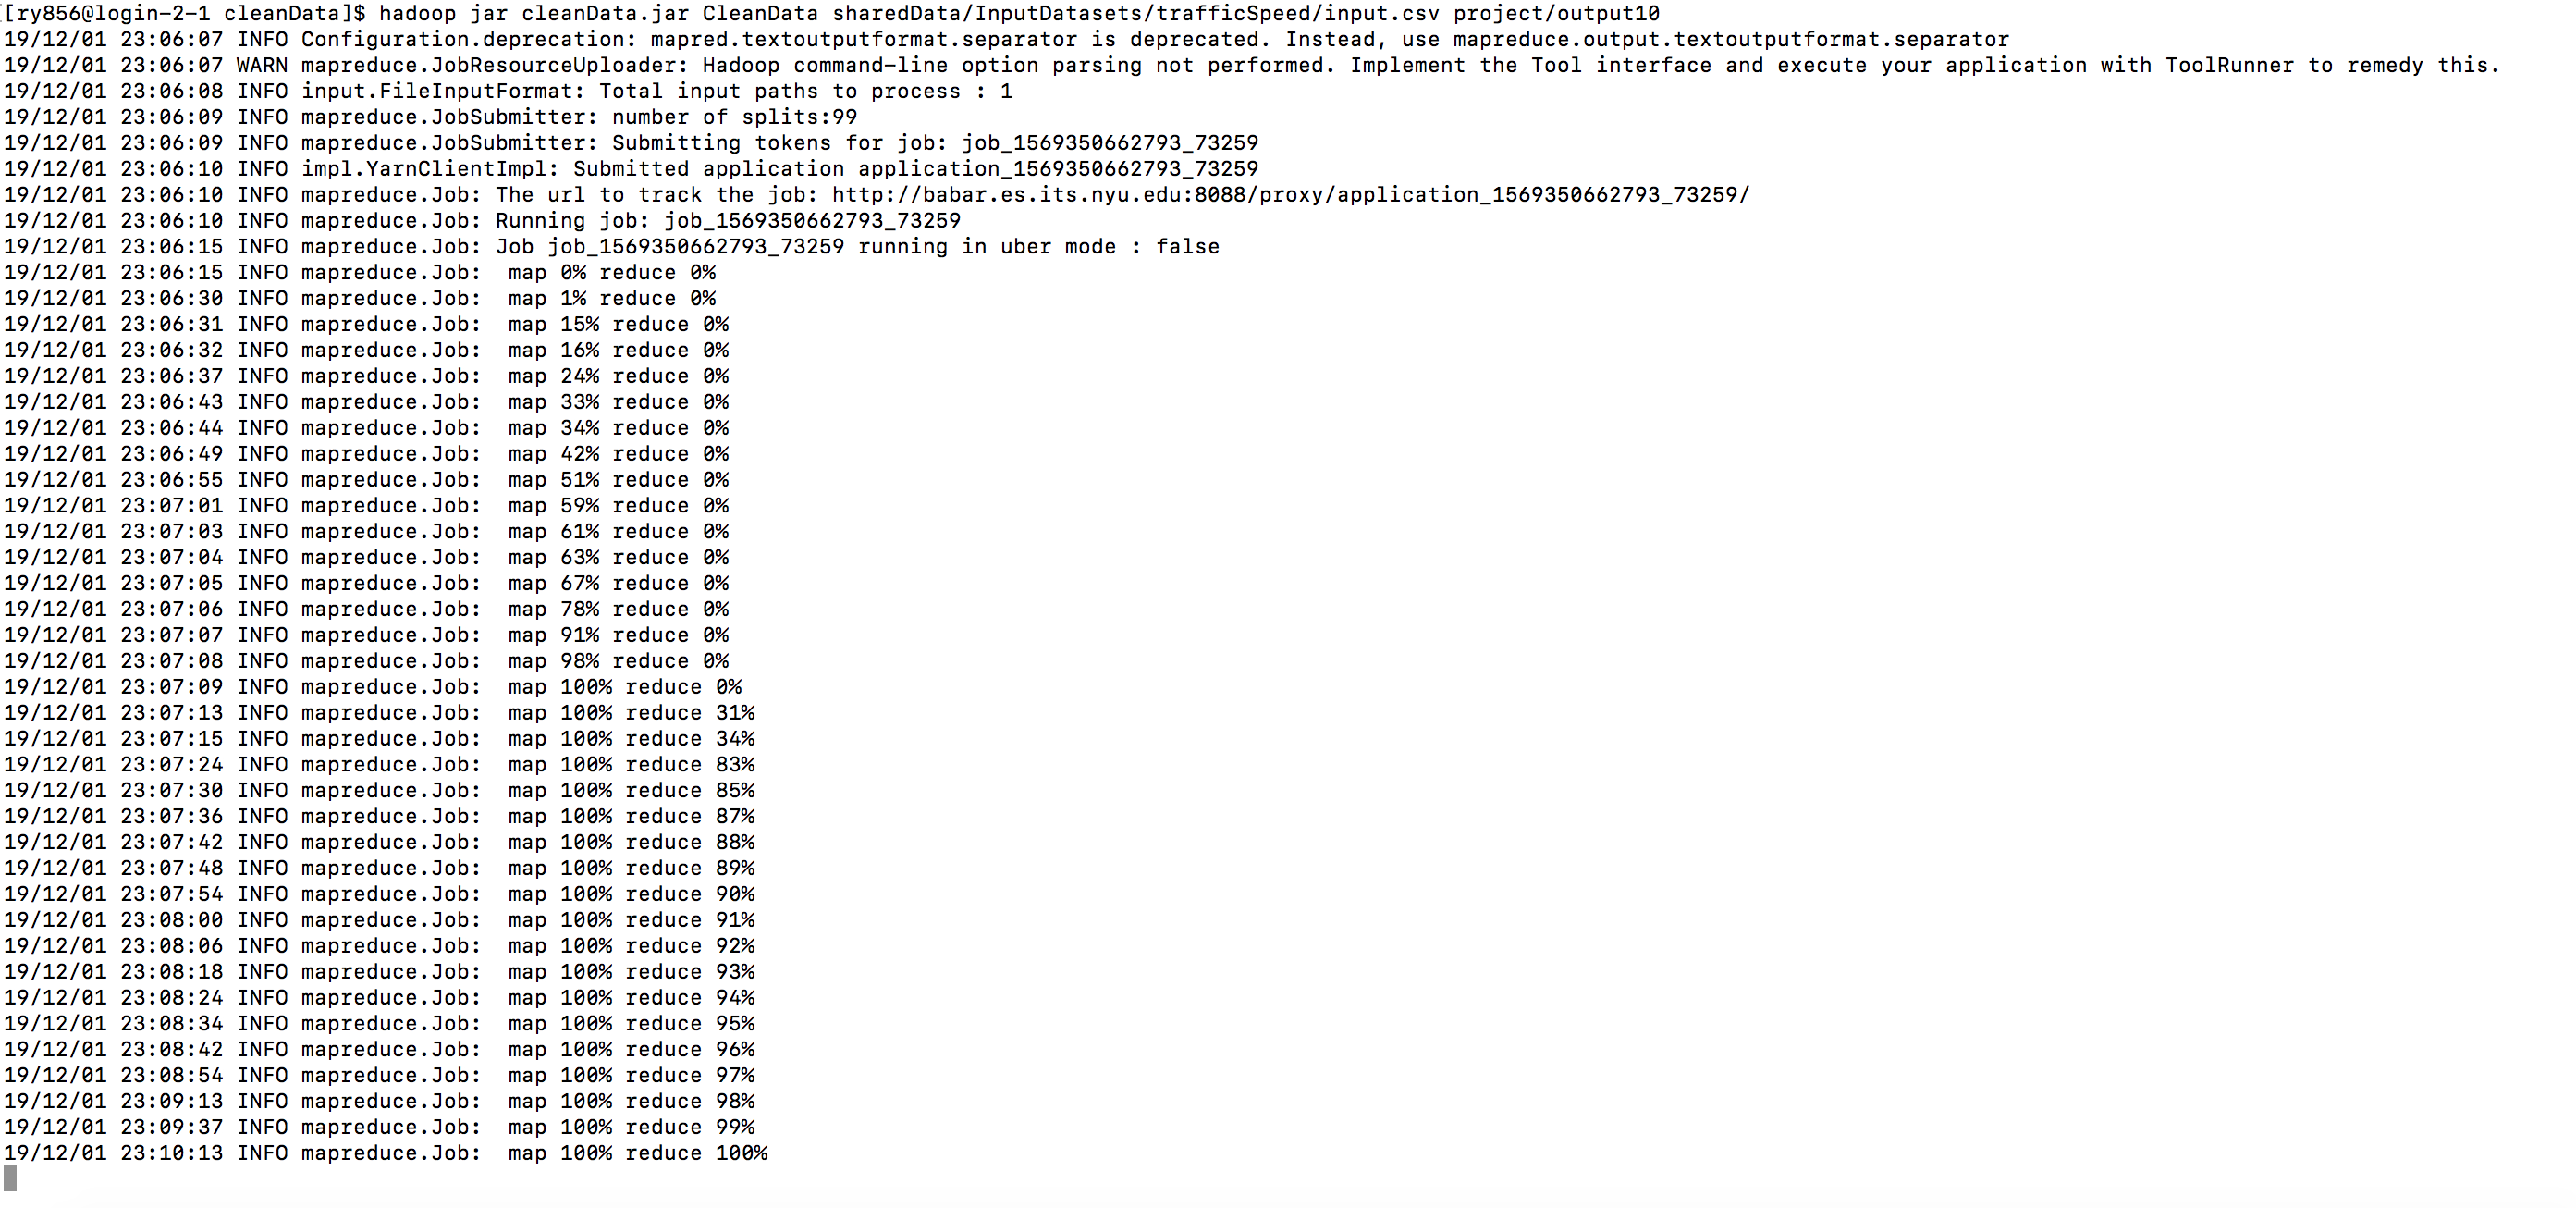 [ry856@login-2-1 cleanData]$ hadoop jar cleanData.jar CleanData sharedData/InputDatasets/trafficSpeed/input.csv project/output10
19/12/01 23:06:07 INFO Configuration.deprecation: mapred.textoutputformat.separator is deprecated. Instead, use mapreduce.output.textoutputformat.separator
19/12/01 23:06:07 WARN mapreduce.JobResourceUploader: Hadoop command-line option parsing not performed. Implement the Tool interface and execute your application with ToolRunner to remedy this.
19/12/01 23:06:08 INFO input.FileInputFormat: Total input paths to process : 1
19/12/01 23:06:09 INFO mapreduce.JobSubmitter: number of splits:99
19/12/01 23:06:09 INFO mapreduce.JobSubmitter: Submitting tokens for job: job_1569350662793_73259
19/12/01 23:06:10 INFO impl.YarnClientImpl: Submitted application application_1569350662793_73259
19/12/01 23:06:10 INFO mapreduce.Job: The url to track the job: http://babar.es.its.nyu.edu:8088/proxy/application_1569350662793_73259/
19/12/01 23:06:10 INFO mapreduce.Job: Running job: job_1569350662793_73259
19/12/01 23:06:15 INFO mapreduce.Job: Job job_1569350662793_73259 running in uber mode : false
19/12/01 23:06:15 INFO mapreduce.Job:  map 0% reduce 0%
19/12/01 23:06:30 INFO mapreduce.Job:  map 1% reduce 0%
19/12/01 23:06:31 INFO mapreduce.Job:  map 15% reduce 0%
19/12/01 23:06:32 INFO mapreduce.Job:  map 16% reduce 0%
19/12/01 23:06:37 INFO mapreduce.Job:  map 24% reduce 0%
19/12/01 23:06:43 INFO mapreduce.Job:  map 33% reduce 0%
19/12/01 23:06:44 INFO mapreduce.Job:  map 34% reduce 0%
19/12/01 23:06:49 INFO mapreduce.Job:  map 42% reduce 0%
19/12/01 23:06:55 INFO mapreduce.Job:  map 51% reduce 0%
19/12/01 23:07:01 INFO mapreduce.Job:  map 59% reduce 0%
19/12/01 23:07:03 INFO mapreduce.Job:  map 61% reduce 0%
19/12/01 23:07:04 INFO mapreduce.Job:  map 63% reduce 0%
19/12/01 23:07:05 INFO mapreduce.Job:  map 67% reduce 0%
19/12/01 23:07:06 INFO mapreduce.Job:  map 78% reduce 0%
19/12/01 23:07:07 INFO mapreduce.Job:  map 91% reduce 0%
19/12/01 23:07:08 INFO mapreduce.Job:  map 98% reduce 0%
19/12/01 23:07:09 INFO mapreduce.Job:  map 100% reduce 0%
19/12/01 23:07:13 INFO mapreduce.Job:  map 100% reduce 31%
19/12/01 23:07:15 INFO mapreduce.Job:  map 100% reduce 34%
19/12/01 23:07:24 INFO mapreduce.Job:  map 100% reduce 83%
19/12/01 23:07:30 INFO mapreduce.Job:  map 100% reduce 85%
19/12/01 23:07:36 INFO mapreduce.Job:  map 100% reduce 87%
19/12/01 23:07:42 INFO mapreduce.Job:  map 100% reduce 88%
19/12/01 23:07:48 INFO mapreduce.Job:  map 100% reduce 89%
19/12/01 23:07:54 INFO mapreduce.Job:  map 100% reduce 90%
19/12/01 23:08:00 INFO mapreduce.Job:  map 100% reduce 91%
19/12/01 23:08:06 INFO mapreduce.Job:  map 100% reduce 92%
19/12/01 23:08:18 INFO mapreduce.Job:  map 100% reduce 93%
19/12/01 23:08:24 INFO mapreduce.Job:  map 100% reduce 94%
19/12/01 23:08:34 INFO mapreduce.Job:  map 100% reduce 95%
19/12/01 23:08:42 INFO mapreduce.Job:  map 100% reduce 96%
19/12/01 23:08:54 INFO mapreduce.Job:  map 100% reduce 97%
19/12/01 23:09:13 INFO mapreduce.Job:  map 100% reduce 98%
19/12/01 23:09:37 INFO mapreduce.Job:  map 100% reduce 99%
19/12/01 23:10:13 INFO mapreduce.Job:  map 100% reduce 100%